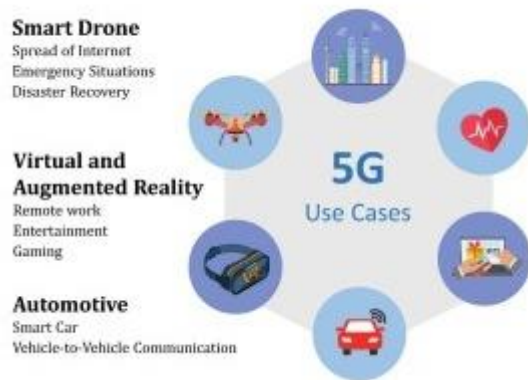 Smart Drone
Spread of Internet
Emergency Situations
Disaster Recovery
Virtual and
Augmented Reality
Remote work
Entertainment
Gaming
Automotive
Smart Car
Vehicle-to-Vehicle Communication
5G
Use Cases